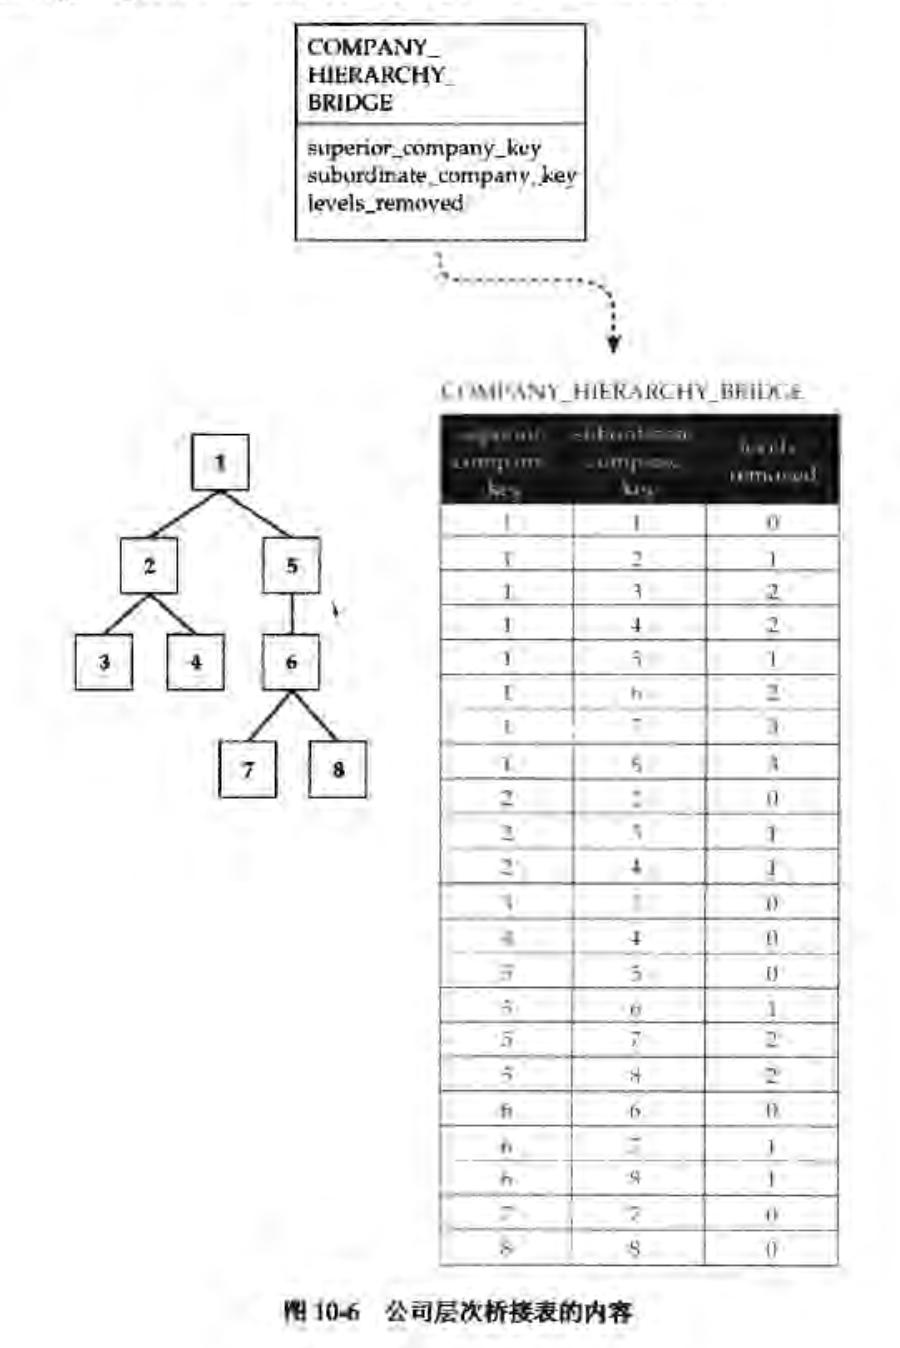 COMPANY_
HIERARCHY_
BRIDGE
superior_company_key
subordinate_company_key
levels_removed
1
2 5
3 4 6
7 8
COMPANY_HIERARCHY_BRIDGE
superior subordinate levels
company company removed
key key
1 1 0
1 2 1
1 3 2
1 4 2
1 5 1
1 6 2
1 7 3
1 8 3
2 2 0
2 3 1
2 4 1
3 3 0
4 4 0
5 5 0
5 6 1
5 7 2
5 8 2
6 6 0
6 7 1
6 8 1
7 7 0
8 8 0
图 10-6 公司层次桥接表的内容